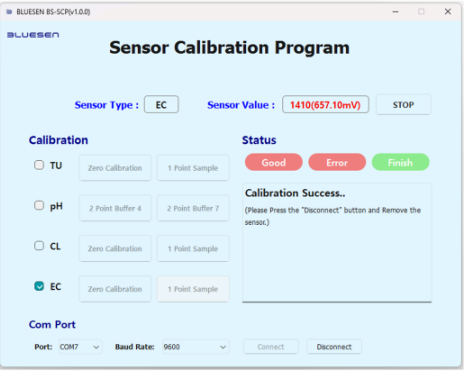 BLUESEN BS-SCP(v1.0.0)
BLUESEN
Sensor Calibration Program
Sensor Type : EC Sensor Value : 1410(657.10mV) STOP
Calibration
Status
TU Zero Calibration 1 Point Sample
Good Error Finish
pH 2 Point Buffer 4 2 Point Buffer 7
Calibration Success..
(Please Press the "Disconnect" button and Remove the
sensor.)
CL Zero Calibration 1 Point Sample
EC Zero Calibration 1 Point Sample
Com Port
Port: COM7 Baud Rate: 9600 Connect Disconnect